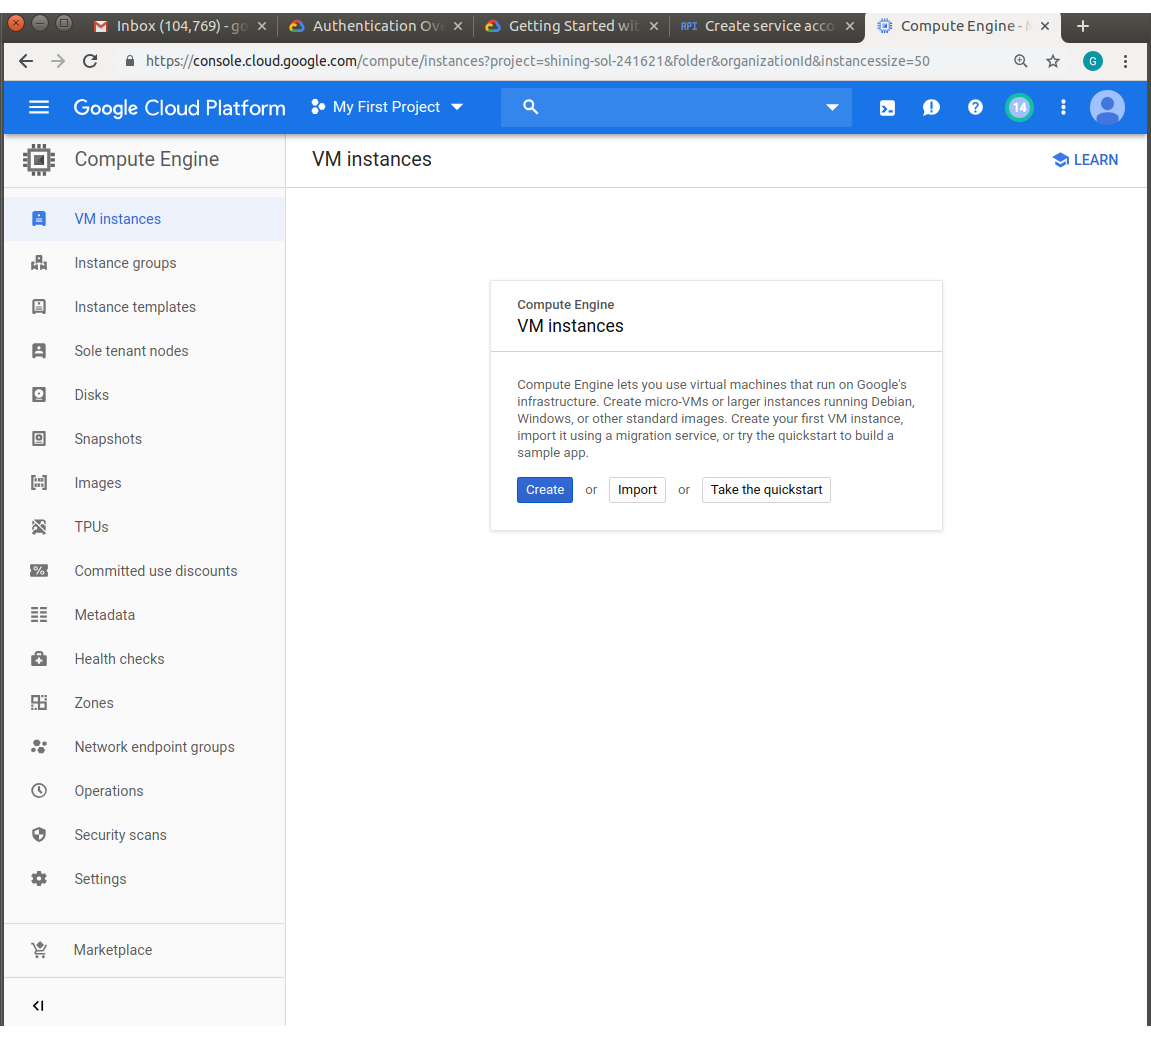 Inbox (104,769) - go
Authentication Ove
Getting Started wit
API Create service acco
Compute Engine - M
https://console.cloud.google.com/compute/instances?project=shining-sol-241621&folder&organizationId&instancessize=50
G
Google Cloud Platform
My First Project
14
Compute Engine
VM instances
LEARN
VM instances
Instance groups
Instance templates
Sole tenant nodes
Disks
Snapshots
Images
TPUs
Committed use discounts
Metadata
Health checks
Zones
Network endpoint groups
Operations
Security scans
Settings
Marketplace
Compute Engine
VM instances
Compute Engine lets you use virtual machines that run on Google's
infrastructure. Create micro-VMs or larger instances running Debian,
Windows, or other standard images. Create your first VM instance,
import it using a migration service, or try the quickstart to build a
sample app.
Create or Import or Take the quickstart